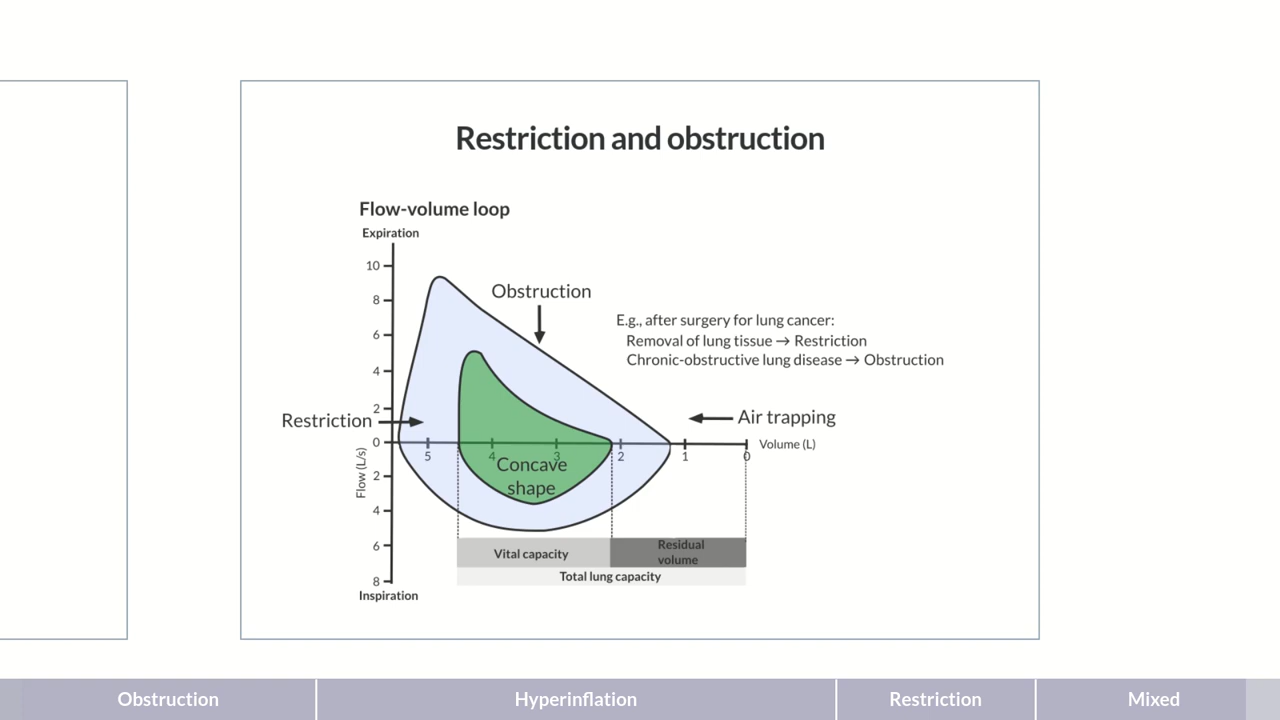 Restriction and obstruction
Flow-volume loop
Expiration
10
8
6
4
2
0
2
4
6
8
Flow (L/s)
Inspiration
Obstruction
E.g., after surgery for lung cancer:
Removal of lung tissue → Restriction
Chronic-obstructive lung disease → Obstruction
Restriction
Air trapping
Volume (L)
5
4
3
2
1
0
Concave
shape
Vital capacity
Residual
volume
Total lung capacity
Obstruction
Hyperinflation
Restriction
Mixed